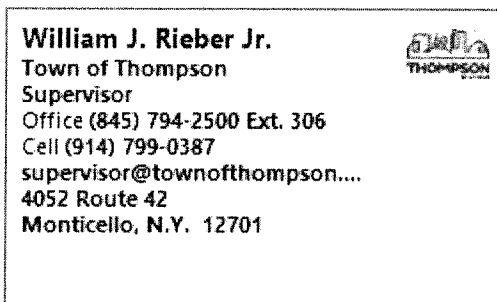 William J. Rieber Jr.
THOMPSON
Town of Thompson
Supervisor
Office (845) 794-2500 Ext. 306
Cell (914) 799-0387
supervisor@townofthompson....
4052 Route 42
Monticello, N.Y. 12701